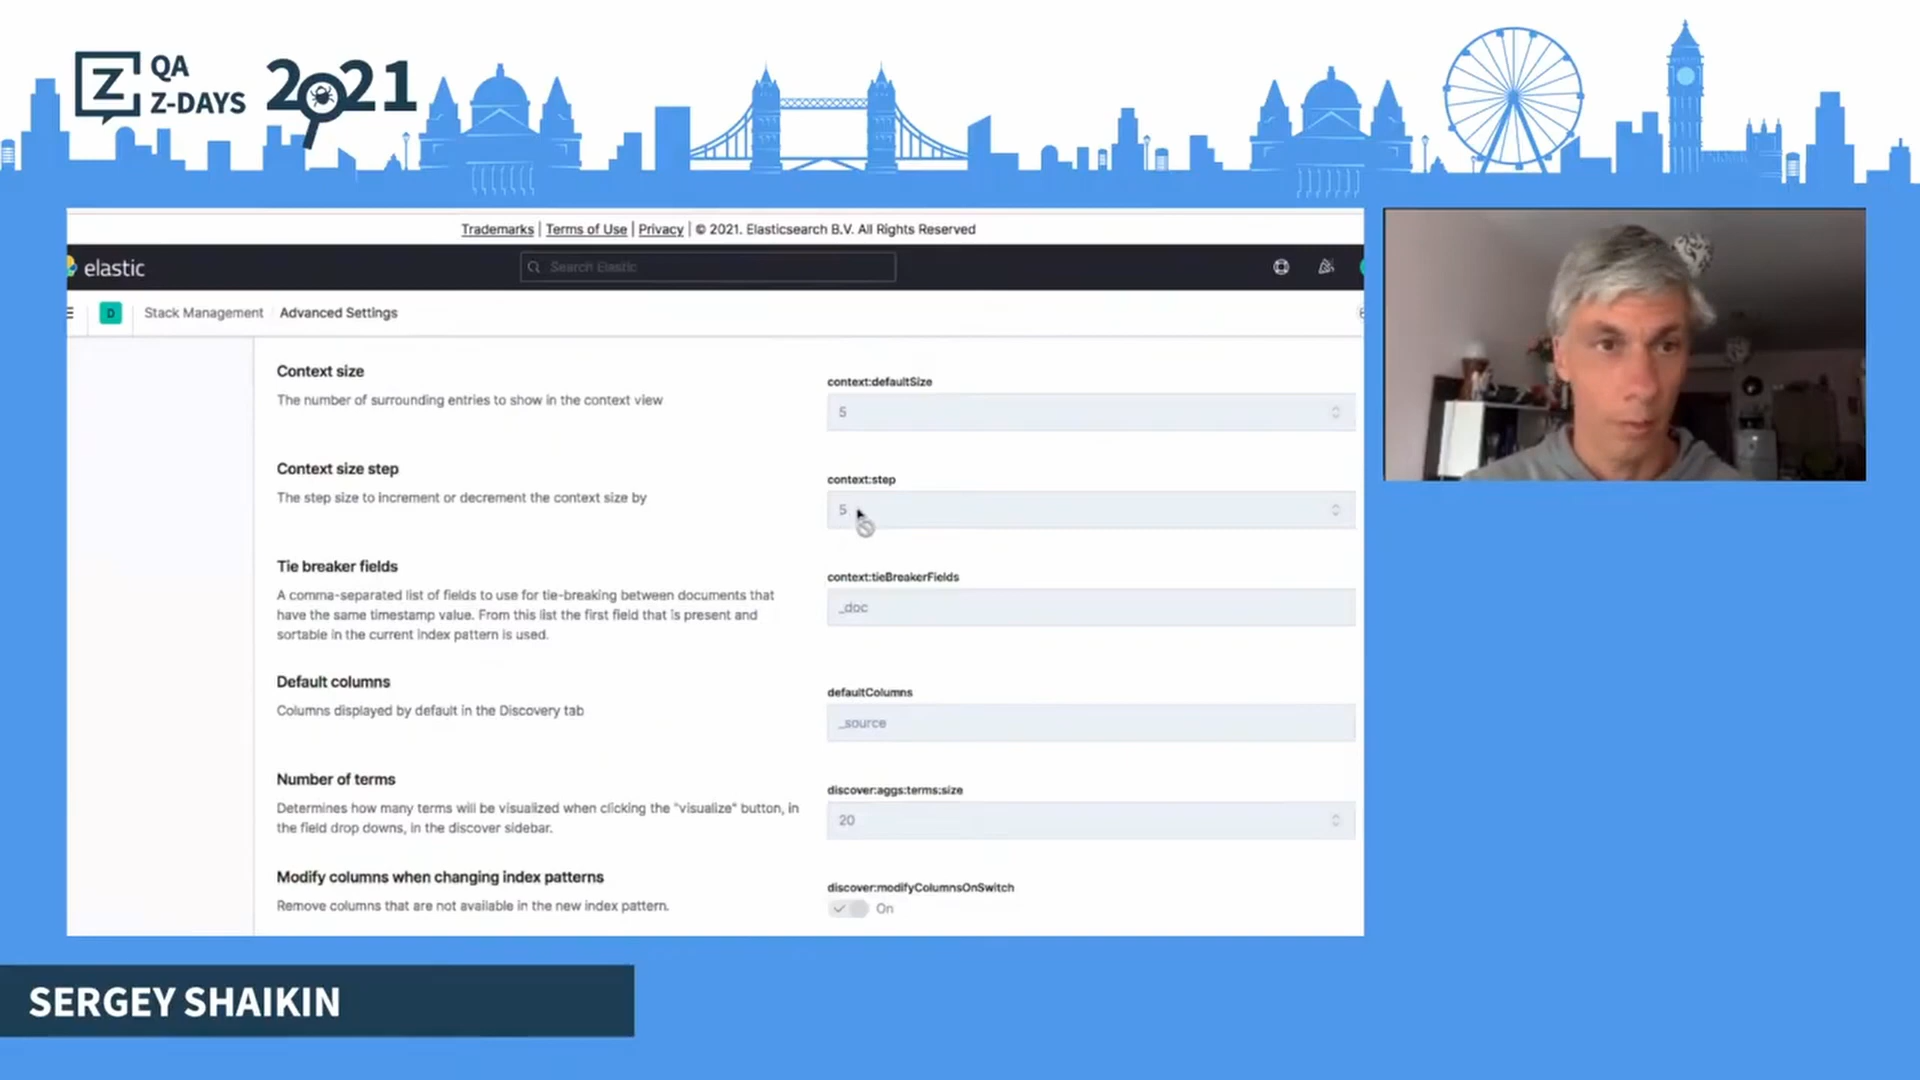 QA
Z-DAYS
2021
Trademarks | Terms of Use | Privacy | © 2021. Elasticsearch B.V. All Rights Reserved
elastic
Search Elastic
D
Stack Management
Advanced Settings
Context size
The number of surrounding entries to show in the context view
context:defaultSize
5
Context size step
The step size to increment or decrement the context size by
context:step
5
Tie breaker fields
A comma-separated list of fields to use for tie-breaking between documents that
have the same timestamp value. From this list the first field that is present and
sortable in the current index pattern is used.
context:tieBreakerFields
_doc
Default columns
Columns displayed by default in the Discovery tab
defaultColumns
_source
Number of terms
Determines how many terms will be visualized when clicking the "visualize" button, in
the field drop downs, in the discover sidebar.
discover:aggs:terms:size
20
Modify columns when changing index patterns
Remove columns that are not available in the new index pattern.
discover:modifyColumnsOnSwitch
On
SERGEY SHAIKIN